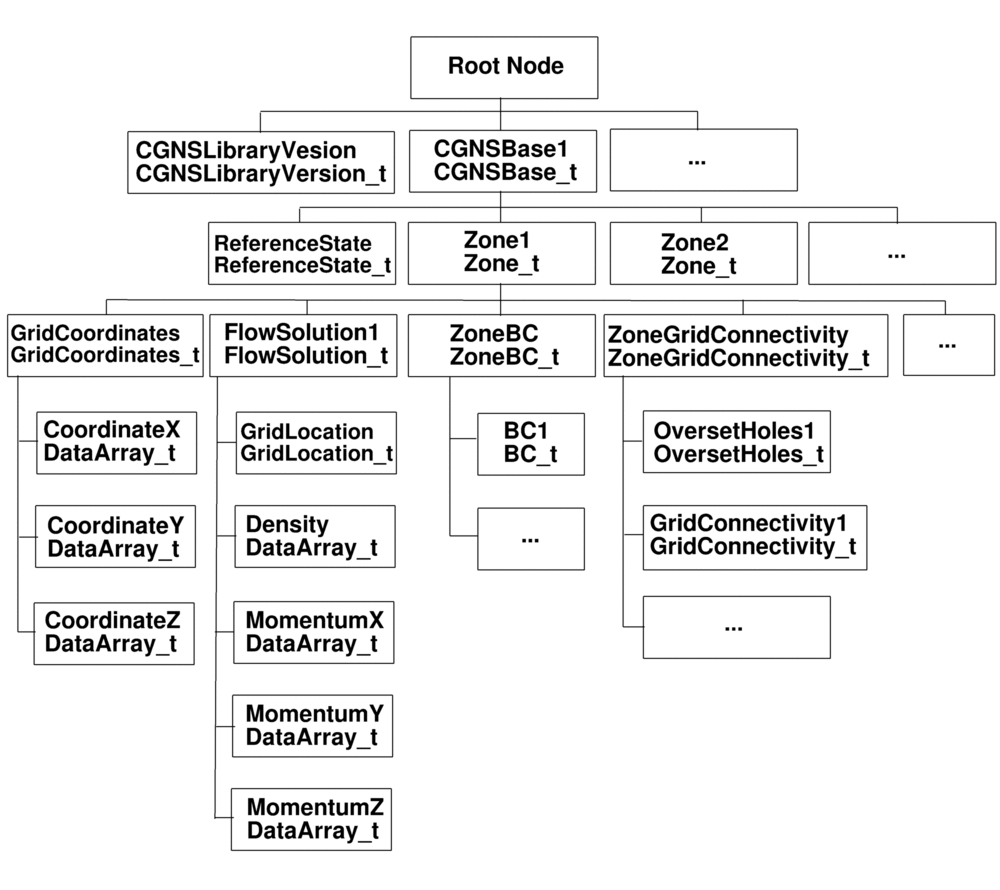 Root Node
CGNSLibraryVesion
CGNSLibraryVersion_t
CGNSBase1
CGNSBase_t
...
ReferenceState
ReferenceState_t
Zone1
Zone_t
Zone2
Zone_t
...
GridCoordinates
GridCoordinates_t
FlowSolution1
FlowSolution_t
ZoneBC
ZoneBC_t
ZoneGridConnectivity
ZoneGridConnectivity_t
...
CoordinateX
DataArray_t
GridLocation
GridLocation_t
BC1
BC_t
OversetHoles1
OversetHoles_t
CoordinateY
DataArray_t
Density
DataArray_t
...
GridConnectivity1
GridConnectivity_t
CoordinateZ
DataArray_t
MomentumX
DataArray_t
...
MomentumY
DataArray_t
MomentumZ
DataArray_t